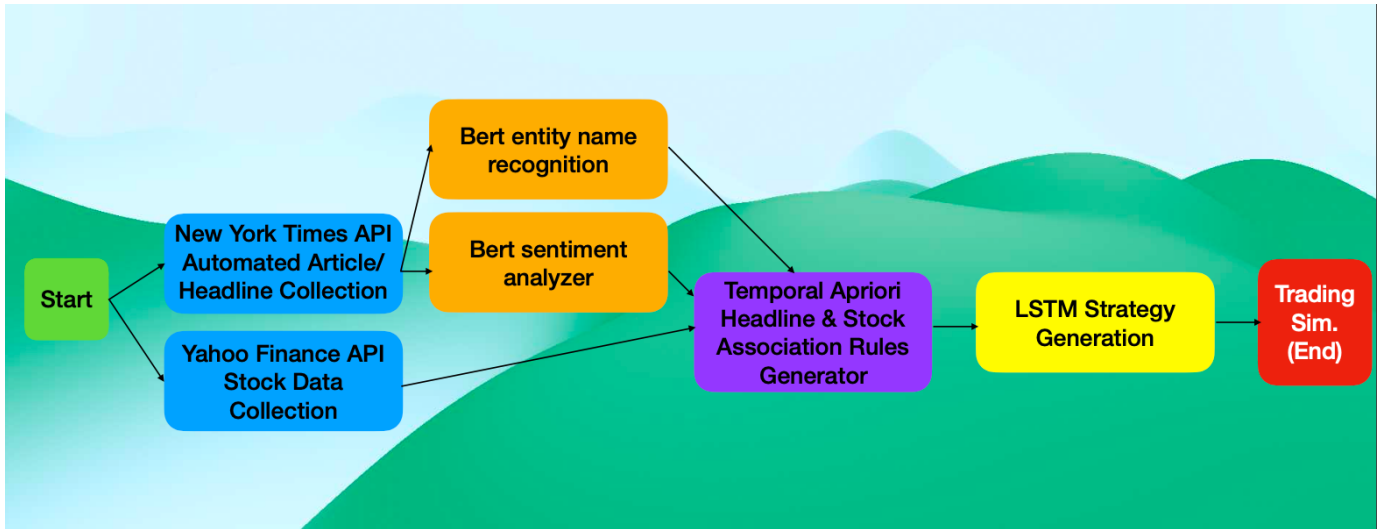 Start
New York Times API
Automated Article/
Headline Collection
Yahoo Finance API
Stock Data
Collection
Bert entity name
recognition
Bert sentiment
analyzer
Temporal Apriori
Headline & Stock
Association Rules
Generator
LSTM Strategy
Generation
Trading
Sim.
(End)